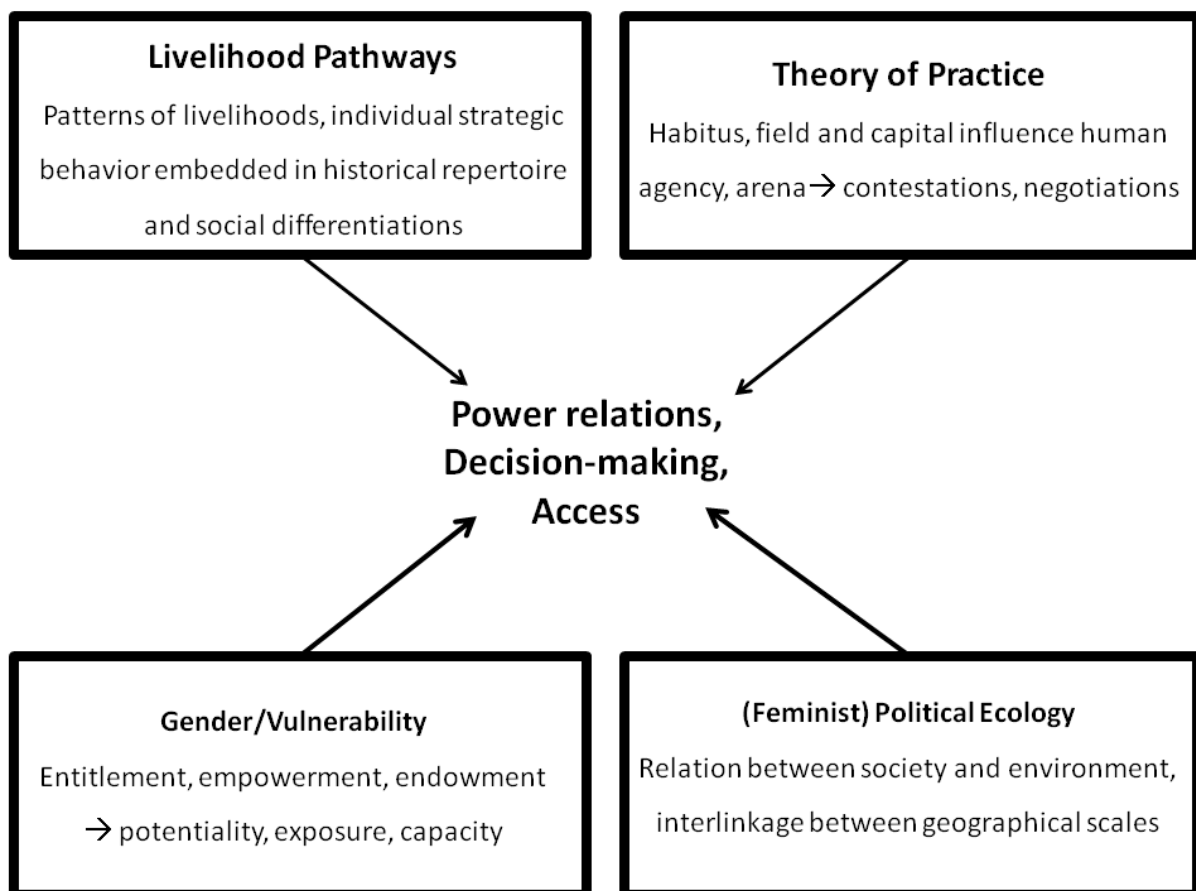 Livelihood Pathways
Patterns of livelihoods, individual strategic
behavior embedded in historical repertoire
and social differentiations
Theory of Practice
Habitus, field and capital influence human
agency, arena→ contestations, negotiations
Power relations,
Decision-making,
Access
Gender/Vulnerability
Entitlement, empowerment, endowment
→ potentiality, exposure, capacity
(Feminist) Political Ecology
Relation between society and environment,
interlinkage between geographical scales